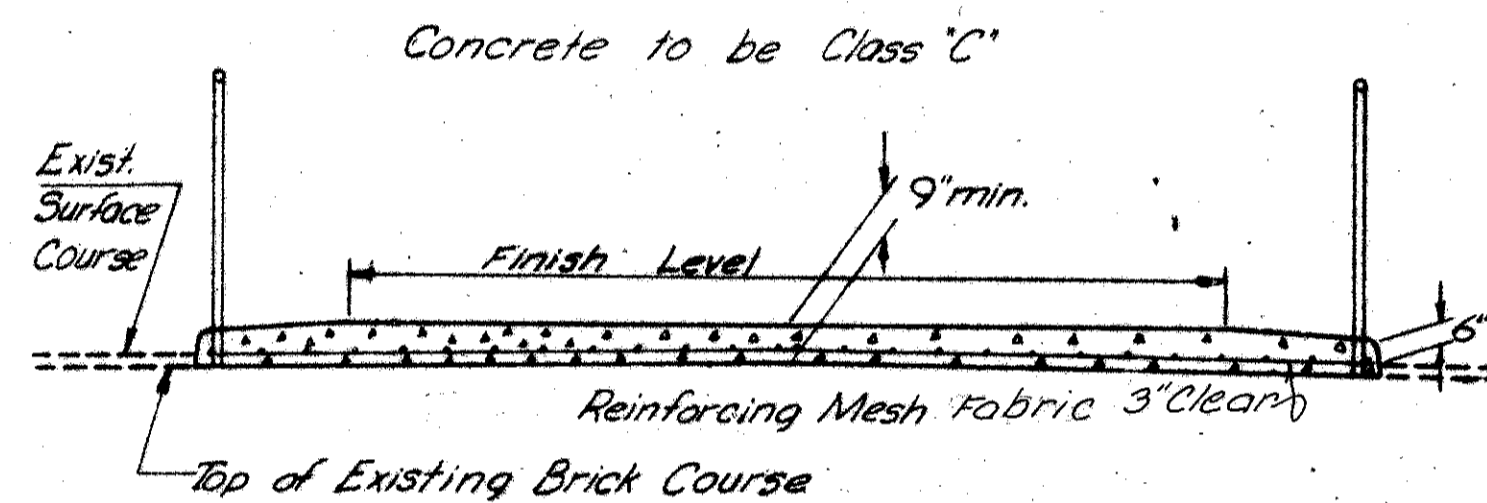 Concrete to be Class "C"
Exist.
Surface
Course
9" min.
Finish Level
6"
Reinforcing Mesh Fabric 3" Clear
Top of Existing Brick Course